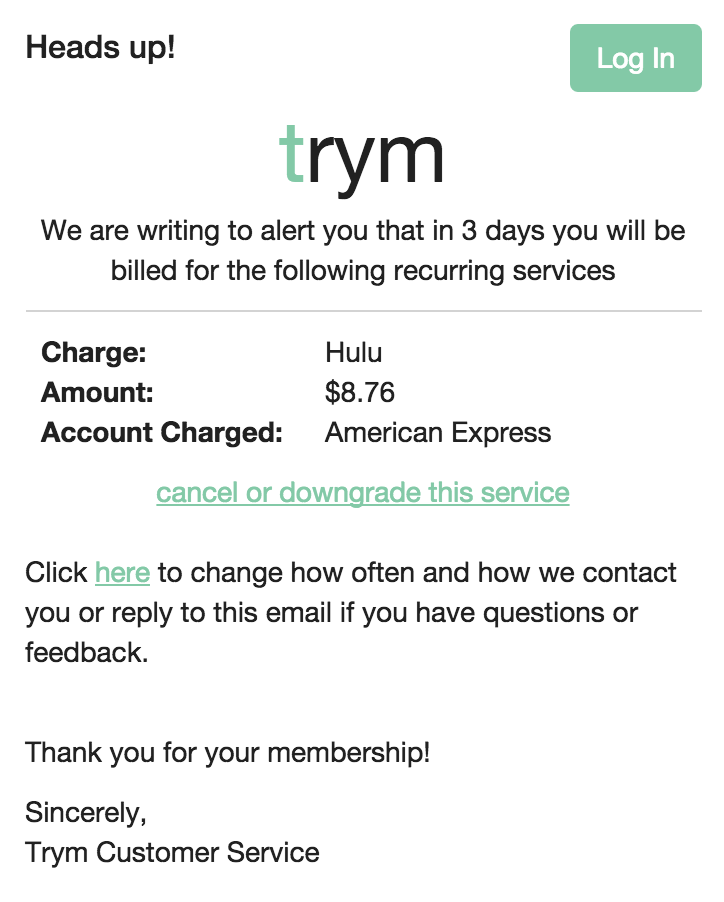 Heads up!
Log In
trym
We are writing to alert you that in 3 days you will be
billed for the following recurring services
Charge: Hulu
Amount: $8.76
Account Charged: American Express
cancel or downgrade this service
Click here to change how often and how we contact
you or reply to this email if you have questions or
feedback.
Thank you for your membership!
Sincerely,
Trym Customer Service